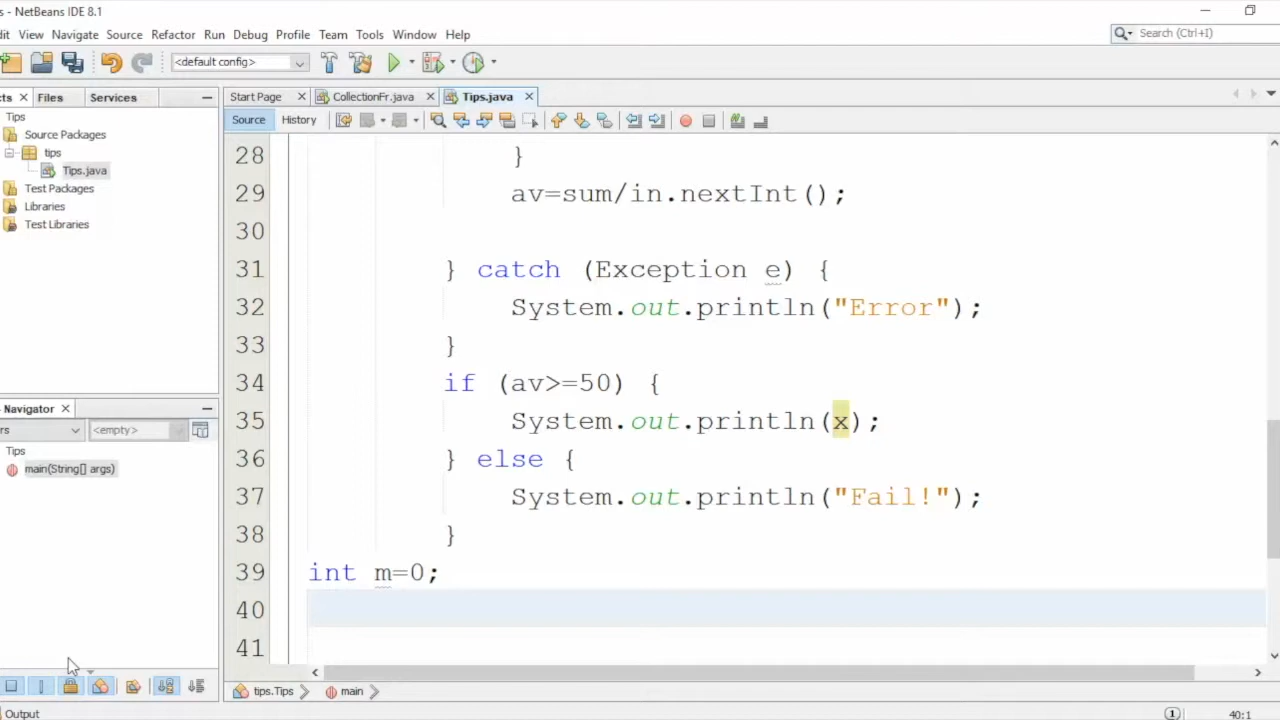 s - NetBeans IDE 8.1
dit View Navigate Source Refactor Run Debug Profile Team Tools Window Help
Search (Ctrl+I)
<default config>
cts Files Services
Start Page CollectionFr.java Tips.java
Source History
Tips
Source Packages
tips
Tips.java
Test Packages
Libraries
Test Libraries
28 }
29 av=sum/in.nextInt();
30
31 } catch (Exception e) {
32 System.out.println("Error");
33 }
34 if (av>=50) {
35 System.out.println(x);
36 } else {
37 System.out.println("Fail!");
38 }
39 int m=0;
40
41
Navigator
rs <empty>
Tips
main(String[] args)
tips.Tips main
Output
1 40:1